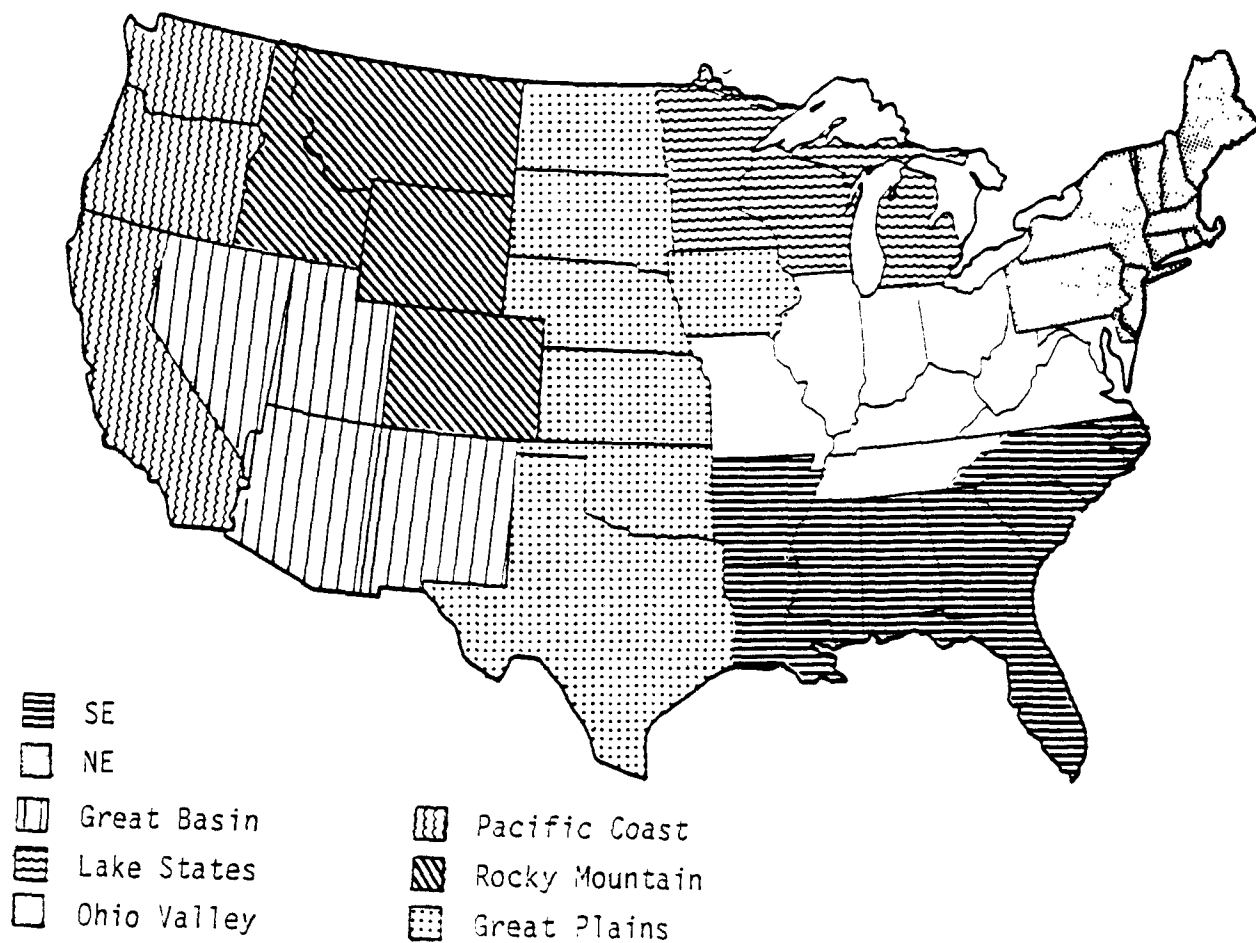 SE
NE
Great Basin
Lake States
Ohio Valley
Pacific Coast
Rocky Mountain
Great Plains